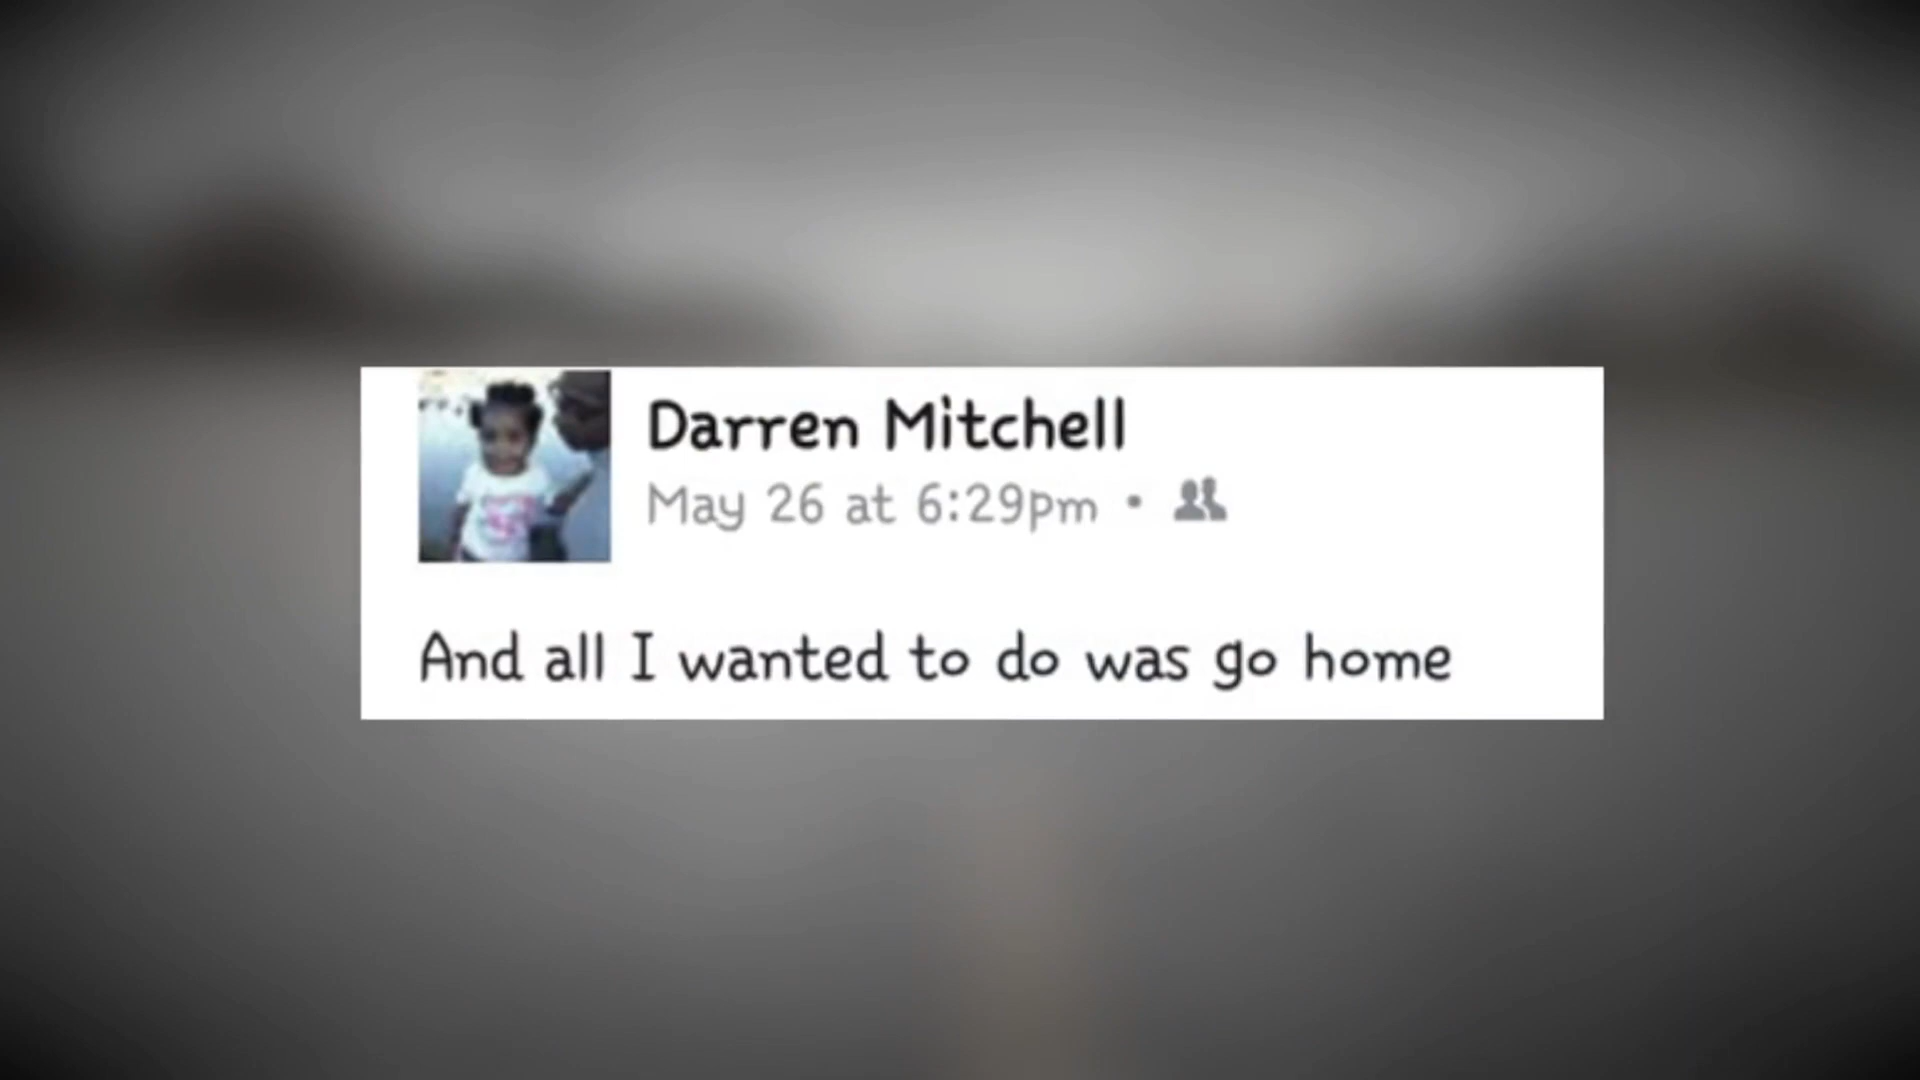 Darren Mitchell
May 26 at 6:29pm •
And all I wanted to do was go home